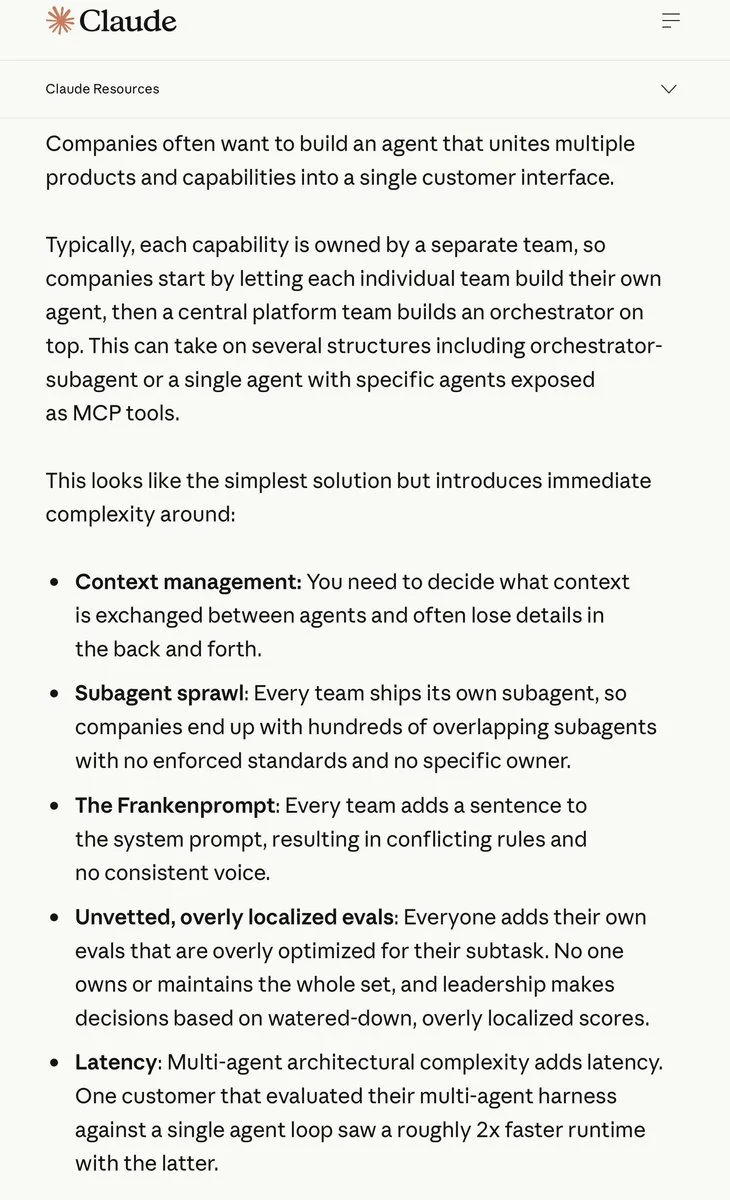 Claude
Claude Resources
Companies often want to build an agent that unites multiple
products and capabilities into a single customer interface.
Typically, each capability is owned by a separate team, so
companies start by letting each individual team build their own
agent, then a central platform team builds an orchestrator on
top. This can take on several structures including orchestrator-
subagent or a single agent with specific agents exposed
as MCP tools.
This looks like the simplest solution but introduces immediate
complexity around:
• Context management: You need to decide what context
is exchanged between agents and often lose details in
the back and forth.
• Subagent sprawl: Every team ships its own subagent, so
companies end up with hundreds of overlapping subagents
with no enforced standards and no specific owner.
• The Frankenprompt: Every team adds a sentence to
the system prompt, resulting in conflicting rules and
no consistent voice.
• Unvetted, overly localized evals: Everyone adds their own
evals that are overly optimized for their subtask. No one
owns or maintains the whole set, and leadership makes
decisions based on watered-down, overly localized scores.
• Latency: Multi-agent architectural complexity adds latency.
One customer that evaluated their multi-agent harness
against a single agent loop saw a roughly 2x faster runtime
with the latter.